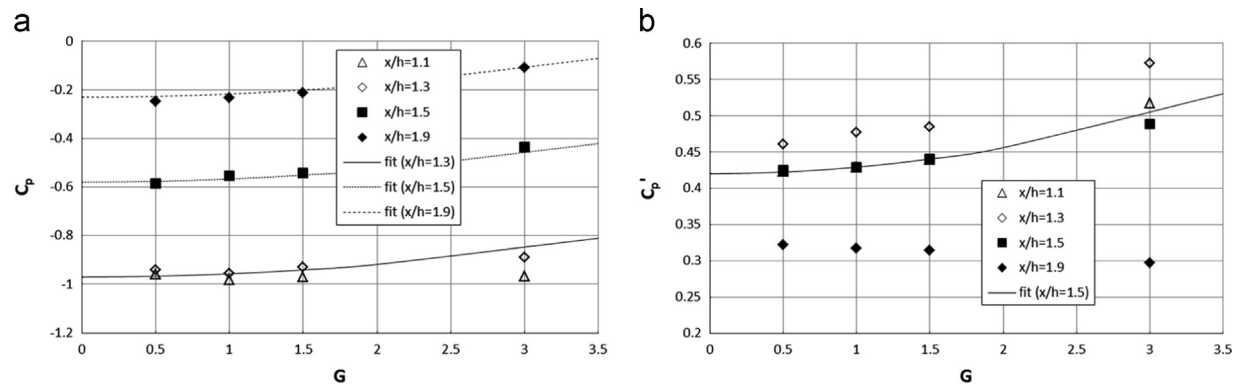 a
0
-0.2
-0.4
-0.6
-0.8
-1
-1.2
Cp
0 0.5 1 1.5 2 2.5 3 3.5
G
x/h=1.1
x/h=1.3
x/h=1.5
x/h=1.9
fit (x/h=1.3)
fit (x/h=1.5)
fit (x/h=1.9)
b
0.6
0.55
0.5
0.45
0.4
0.35
0.3
0.25
0.2
Cp'
0 0.5 1 1.5 2 2.5 3 3.5
G
x/h=1.1
x/h=1.3
x/h=1.5
x/h=1.9
fit (x/h=1.5)